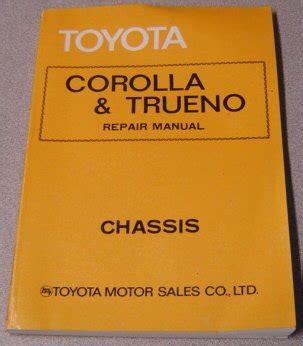 TOYOTA
COROLLA
& TRUENO
REPAIR MANUAL
CHASSIS
TOYOTA MOTOR SALES CO., LTD.